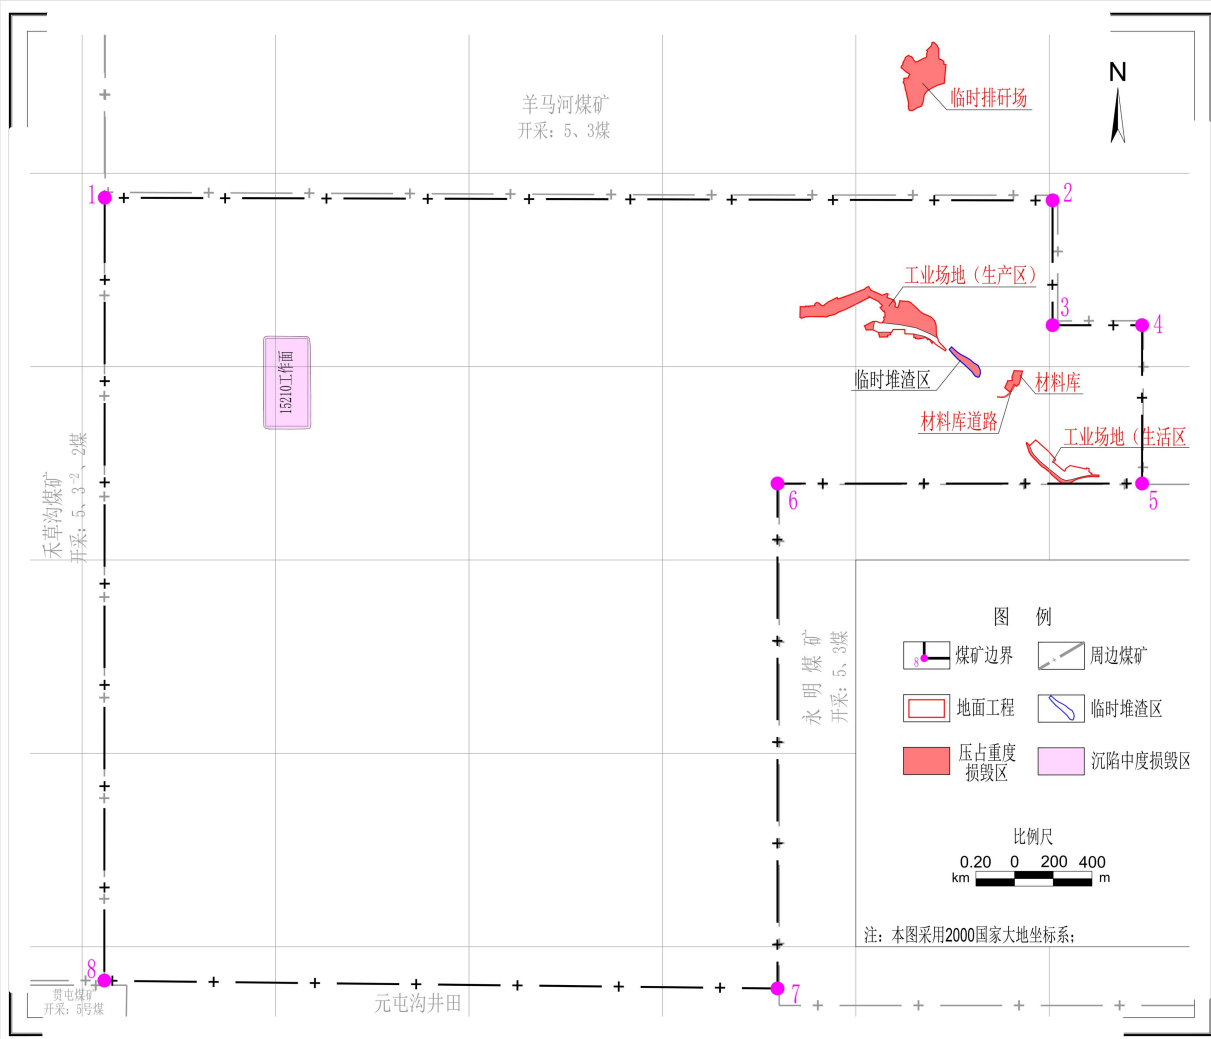 临时排矸场
N
羊马河煤矿
开采：5、3煤
1
2
工业场地（生产区）
3
4
15210工作面
临时堆渣区
材料库
材料库道路
工业场地（生活区
禾草沟煤矿
开采：5、3⁻²、2煤
6
5
永明煤矿
开采：5、3煤
图 例
8
煤矿边界
周边煤矿
地面工程
临时堆渣区
压占重度
损毁区
沉陷中度损毁区
比例尺
0.20 0 200 400
km m
注：本图采用2000国家大地坐标系；
8
贯屯煤矿
开采：5号煤
元屯沟井田
7